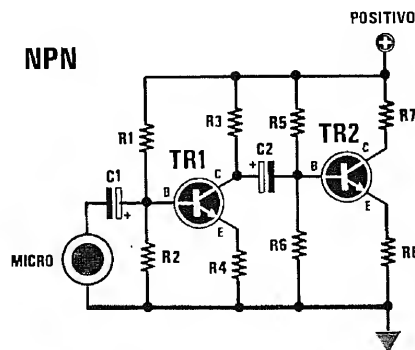 POSITIVO
NPN
R1
R3
R5
R7
TR1
TR2
C1
C2
B
C
E
B
C
E
+
+
+
MICRO
R2
R4
R6
R8